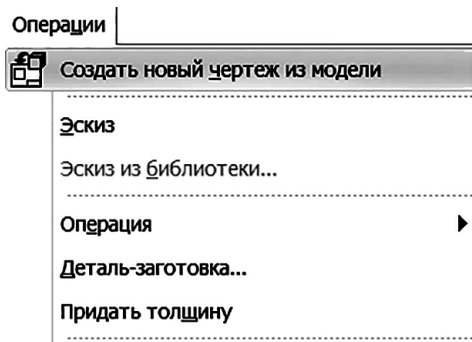 Операции
Создать новый чертеж из модели
Эскиз
Эскиз из библиотеки...
Операция
Деталь-заготовка...
Придать толщину